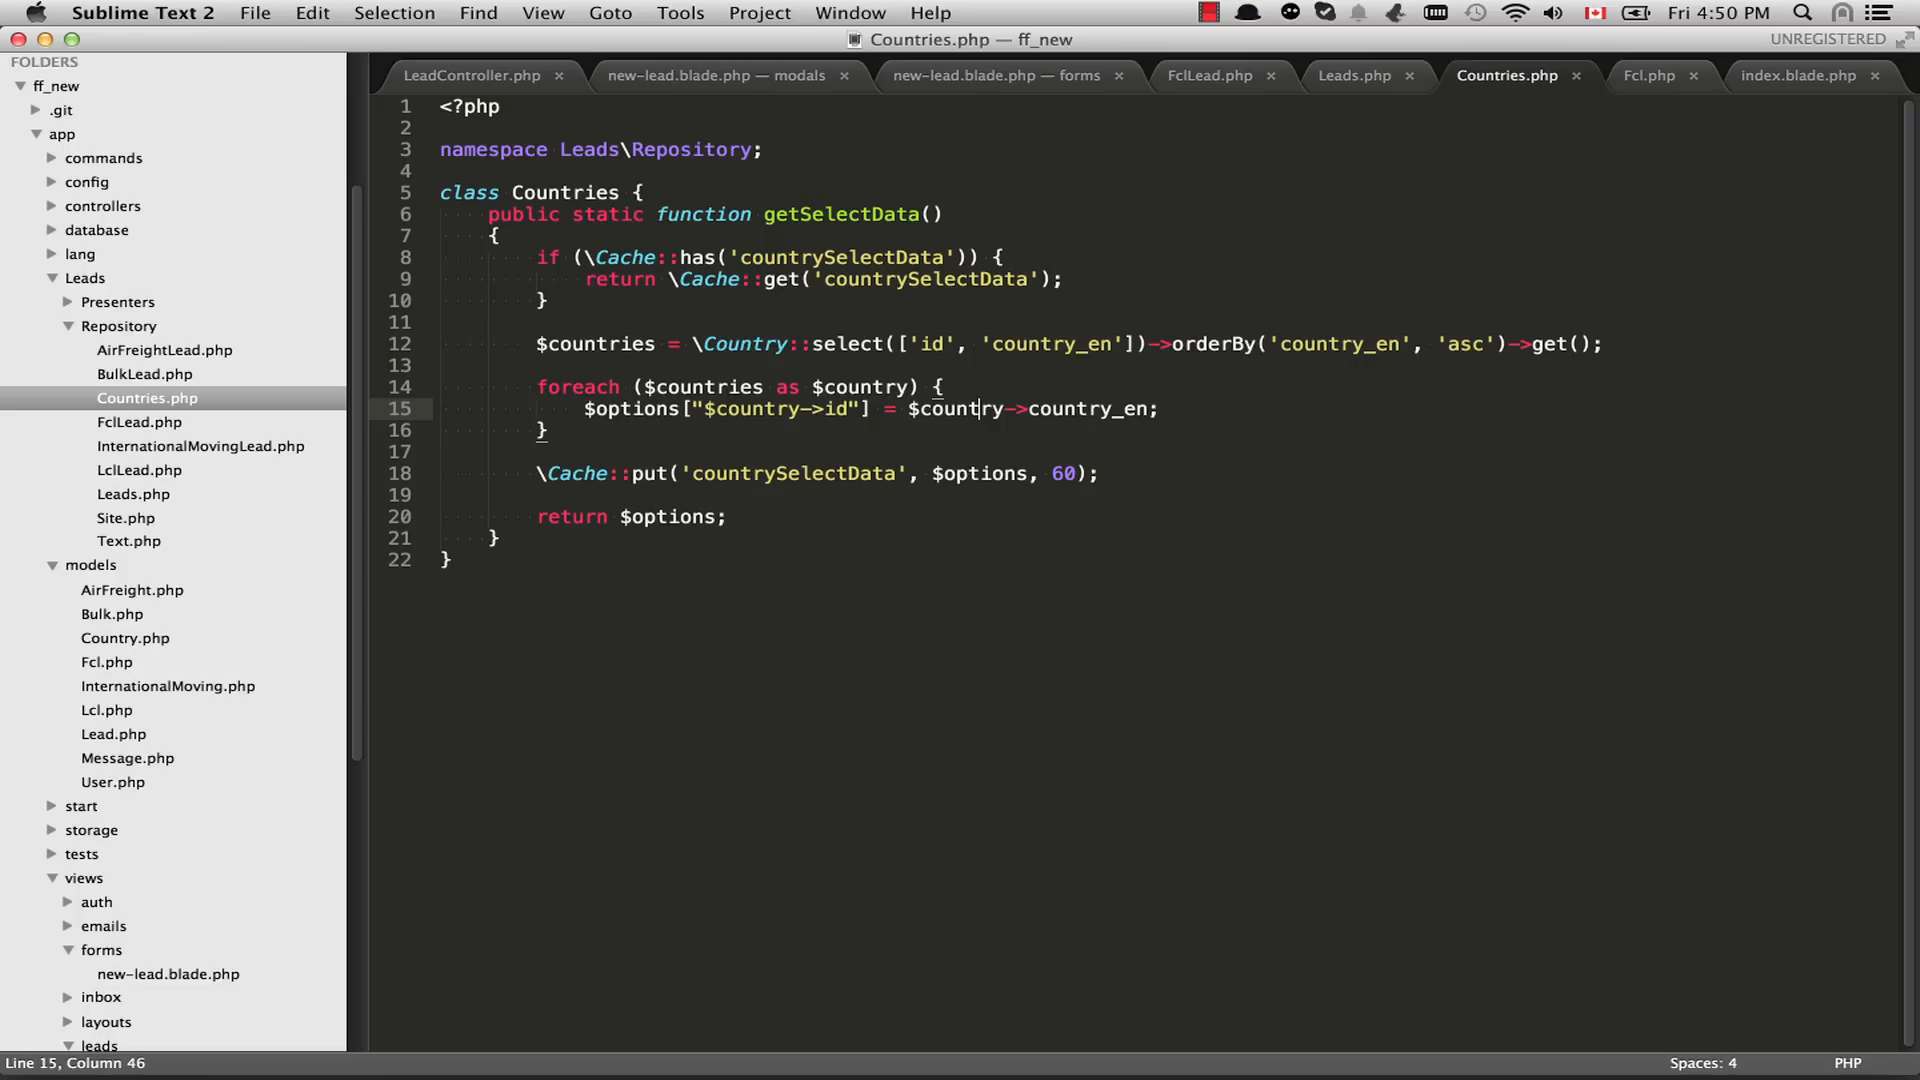 Sublime Text 2 File Edit Selection Find View Goto Tools Project Window Help Fri 4:50 PM
Countries.php — ff_new UNREGISTERED
FOLDERS
ff_new
.git
app
commands
config
controllers
database
lang
Leads
Presenters
Repository
AirFreightLead.php
BulkLead.php
Countries.php
FclLead.php
InternationalMovingLead.php
LclLead.php
Leads.php
Site.php
Text.php
models
AirFreight.php
Bulk.php
Country.php
Fcl.php
InternationalMoving.php
Lcl.php
Lead.php
Message.php
User.php
start
storage
tests
views
auth
emails
forms
new-lead.blade.php
inbox
layouts
leads
LeadController.php × new-lead.blade.php — modals × new-lead.blade.php — forms × FclLead.php × Leads.php × Countries.php × Fcl.php × index.blade.php ×
1 <?php
2
3 namespace Leads\Repository;
4
5 class Countries {
6 public static function getSelectData()
7 {
8 if (\Cache::has('countrySelectData')) {
9 return \Cache::get('countrySelectData');
10 }
11
12 $countries = \Country::select(['id', 'country_en'])->orderBy('country_en', 'asc')->get();
13
14 foreach ($countries as $country) {
15 $options["$country->id"] = $country->country_en;
16 }
17
18 \Cache::put('countrySelectData', $options, 60);
19
20 return $options;
21 }
22 }
Line 15, Column 46 Spaces: 4 PHP